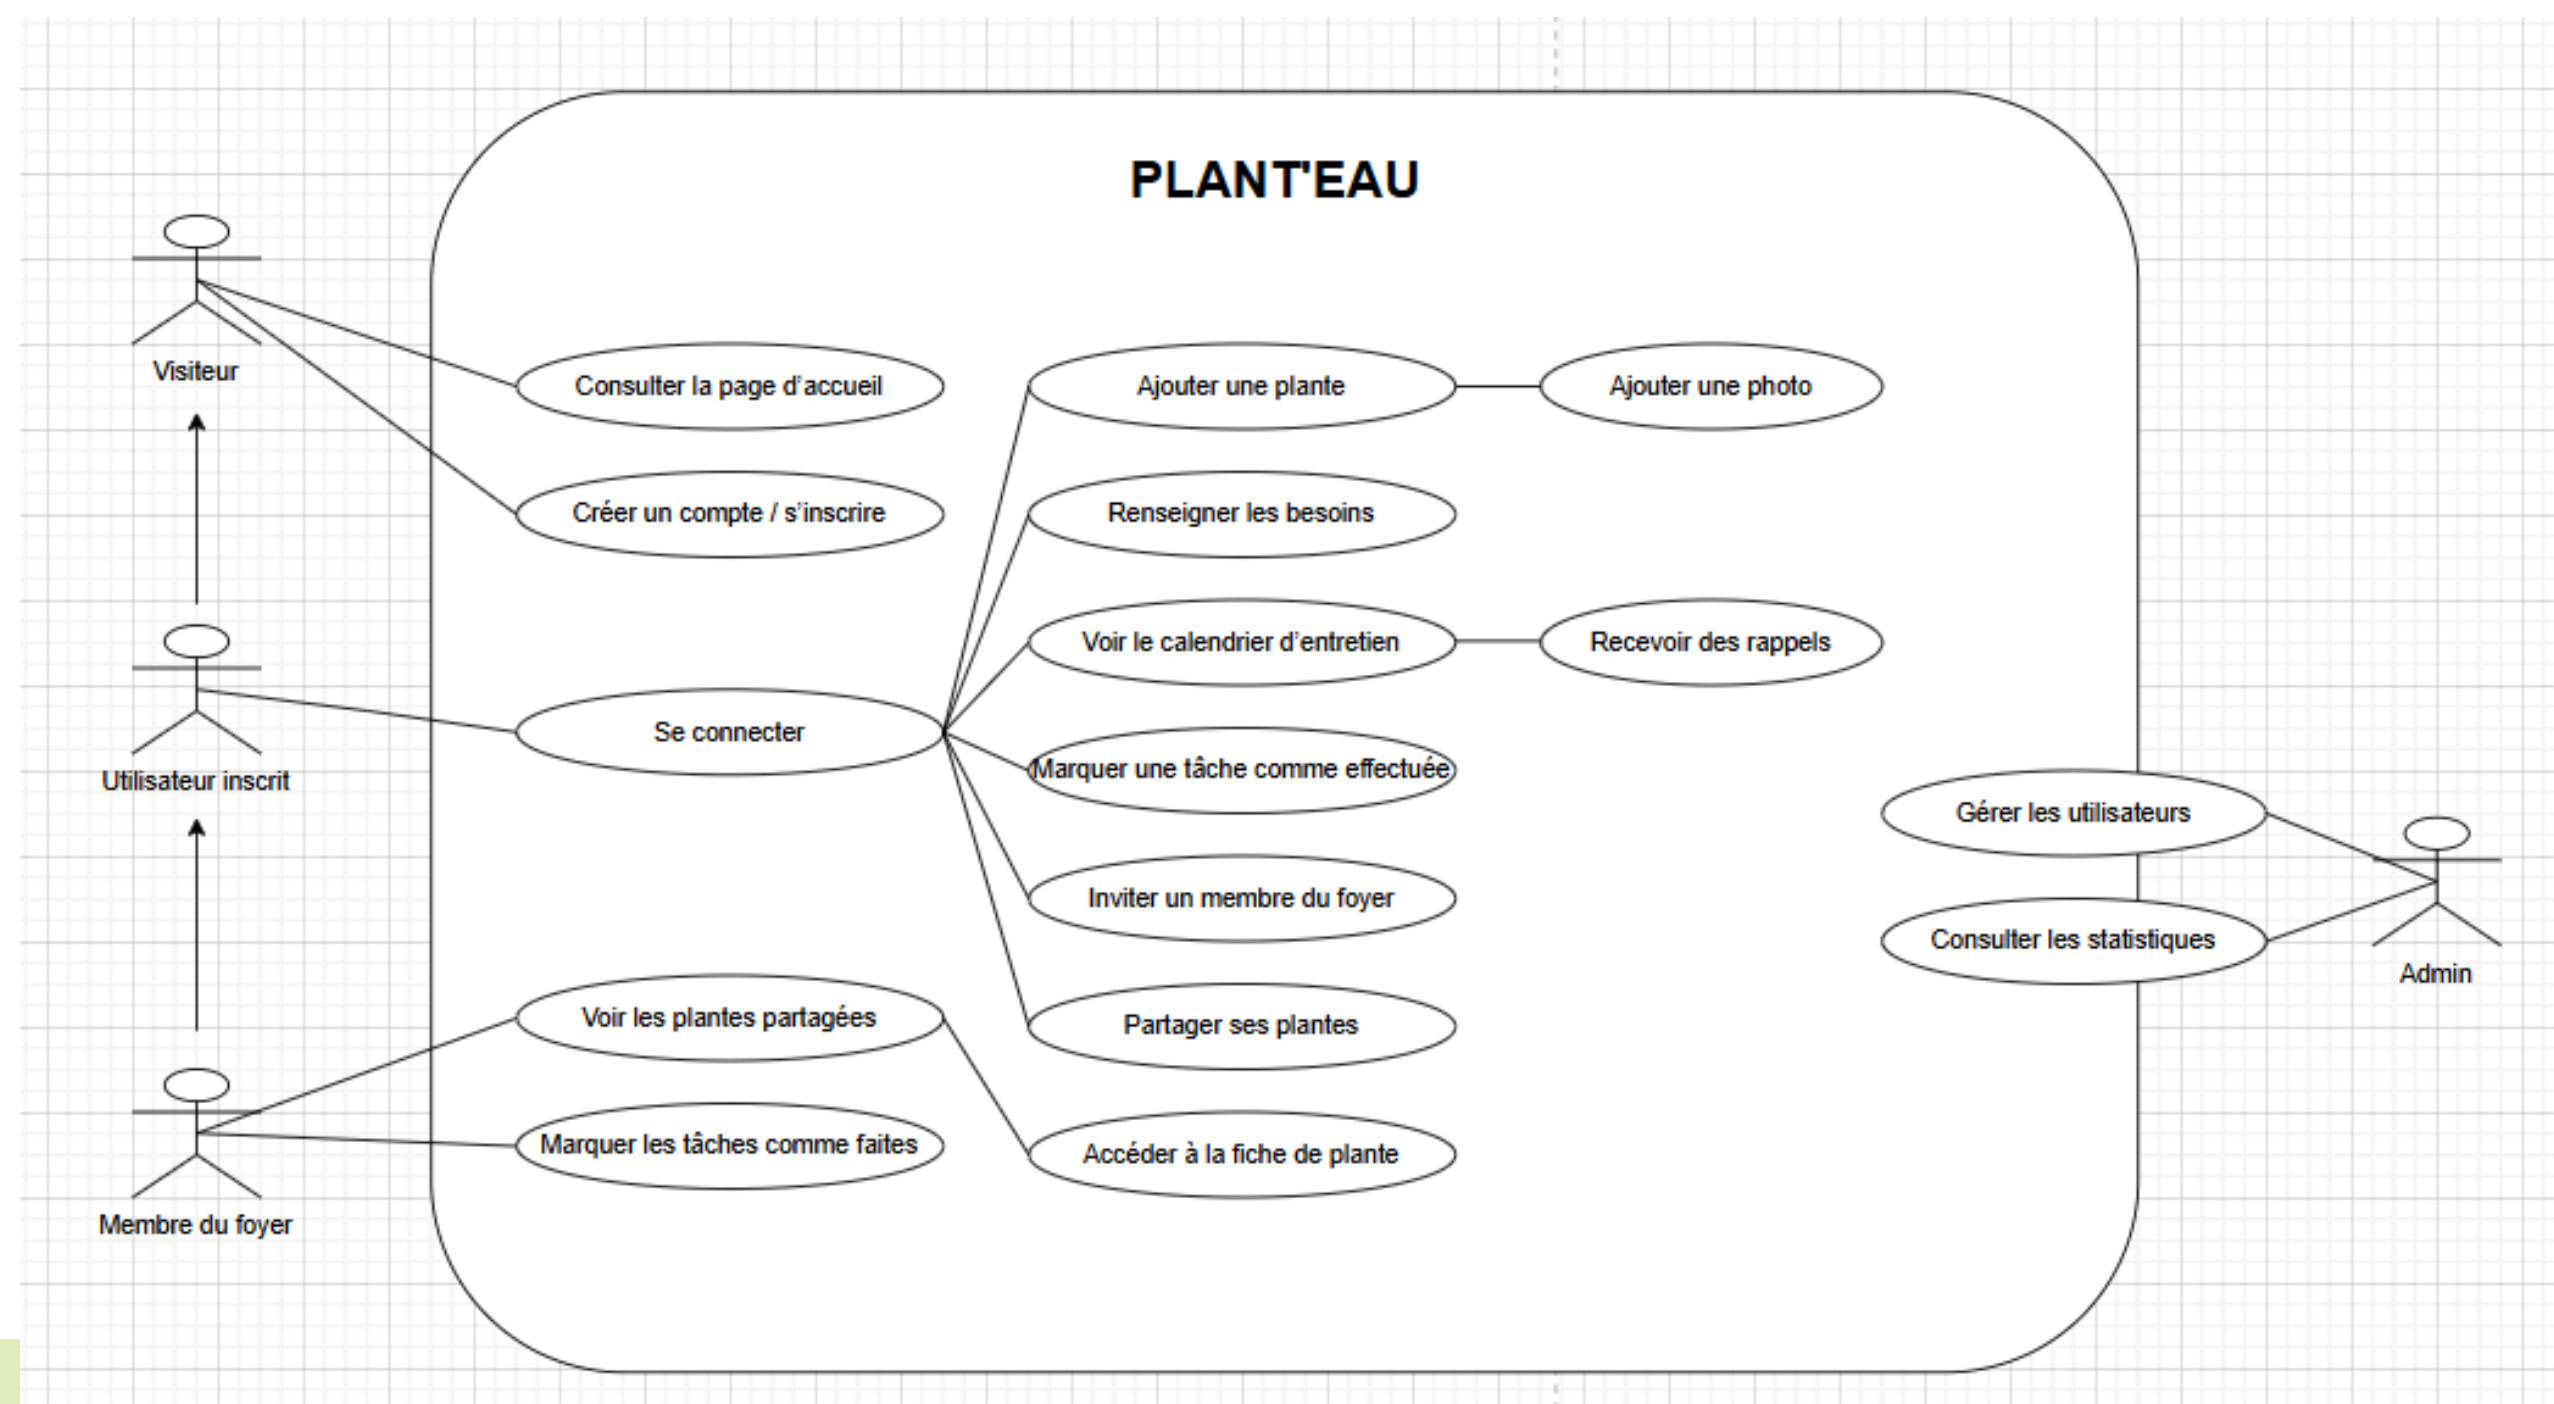 PLANT'EAU
Visiteur
Consulter la page d’accueil
Ajouter une plante
Ajouter une photo
Créer un compte / s’inscrire
Renseigner les besoins
Voir le calendrier d’entretien
Recevoir des rappels
Utilisateur inscrit
Se connecter
Marquer une tâche comme effectuée
Gérer les utilisateurs
Inviter un membre du foyer
Consulter les statistiques
Admin
Voir les plantes partagées
Partager ses plantes
Marquer les tâches comme faites
Accéder à la fiche de plante
Membre du foyer